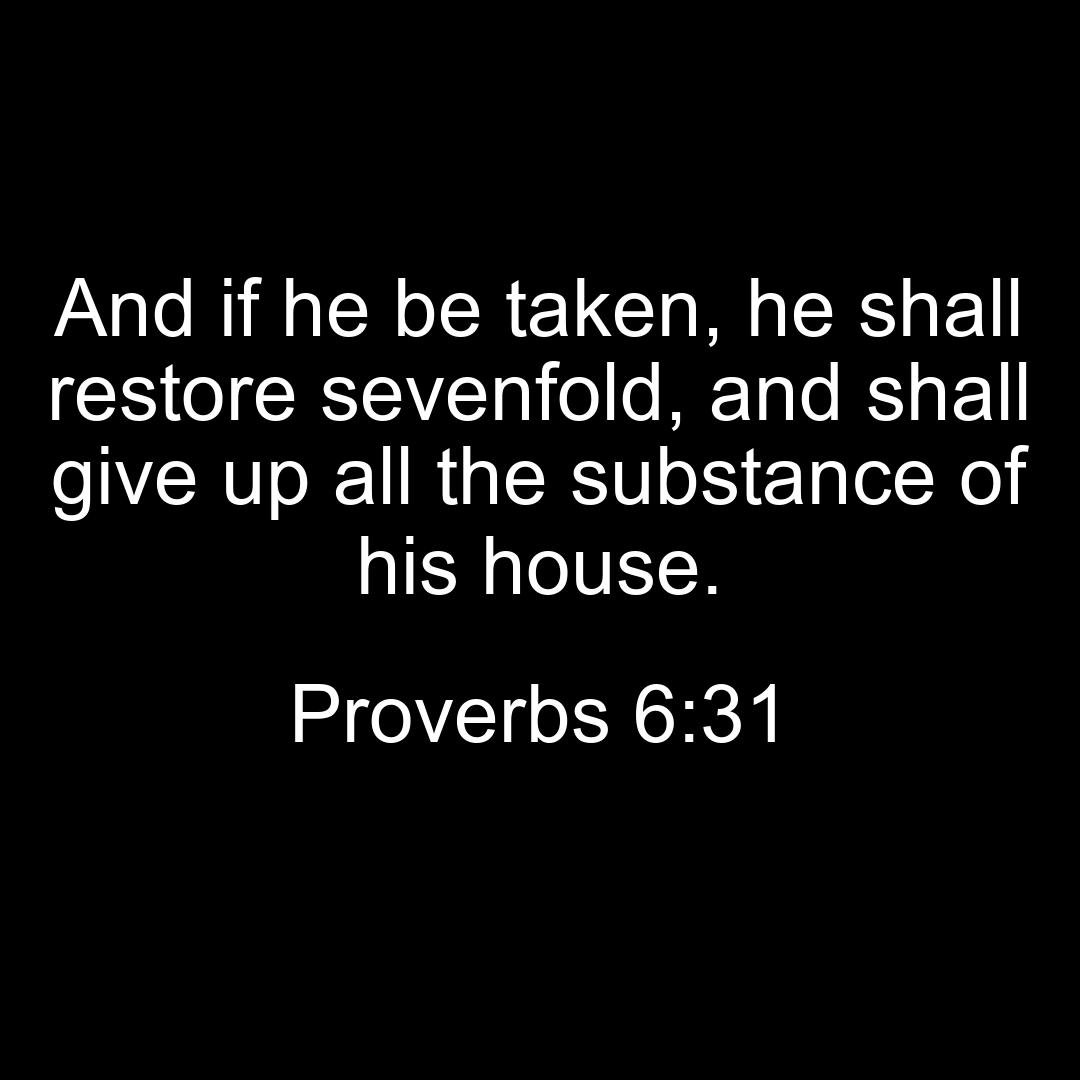 And if he be taken, he shall
restore sevenfold, and shall
give up all the substance of
his house.
Proverbs 6:31